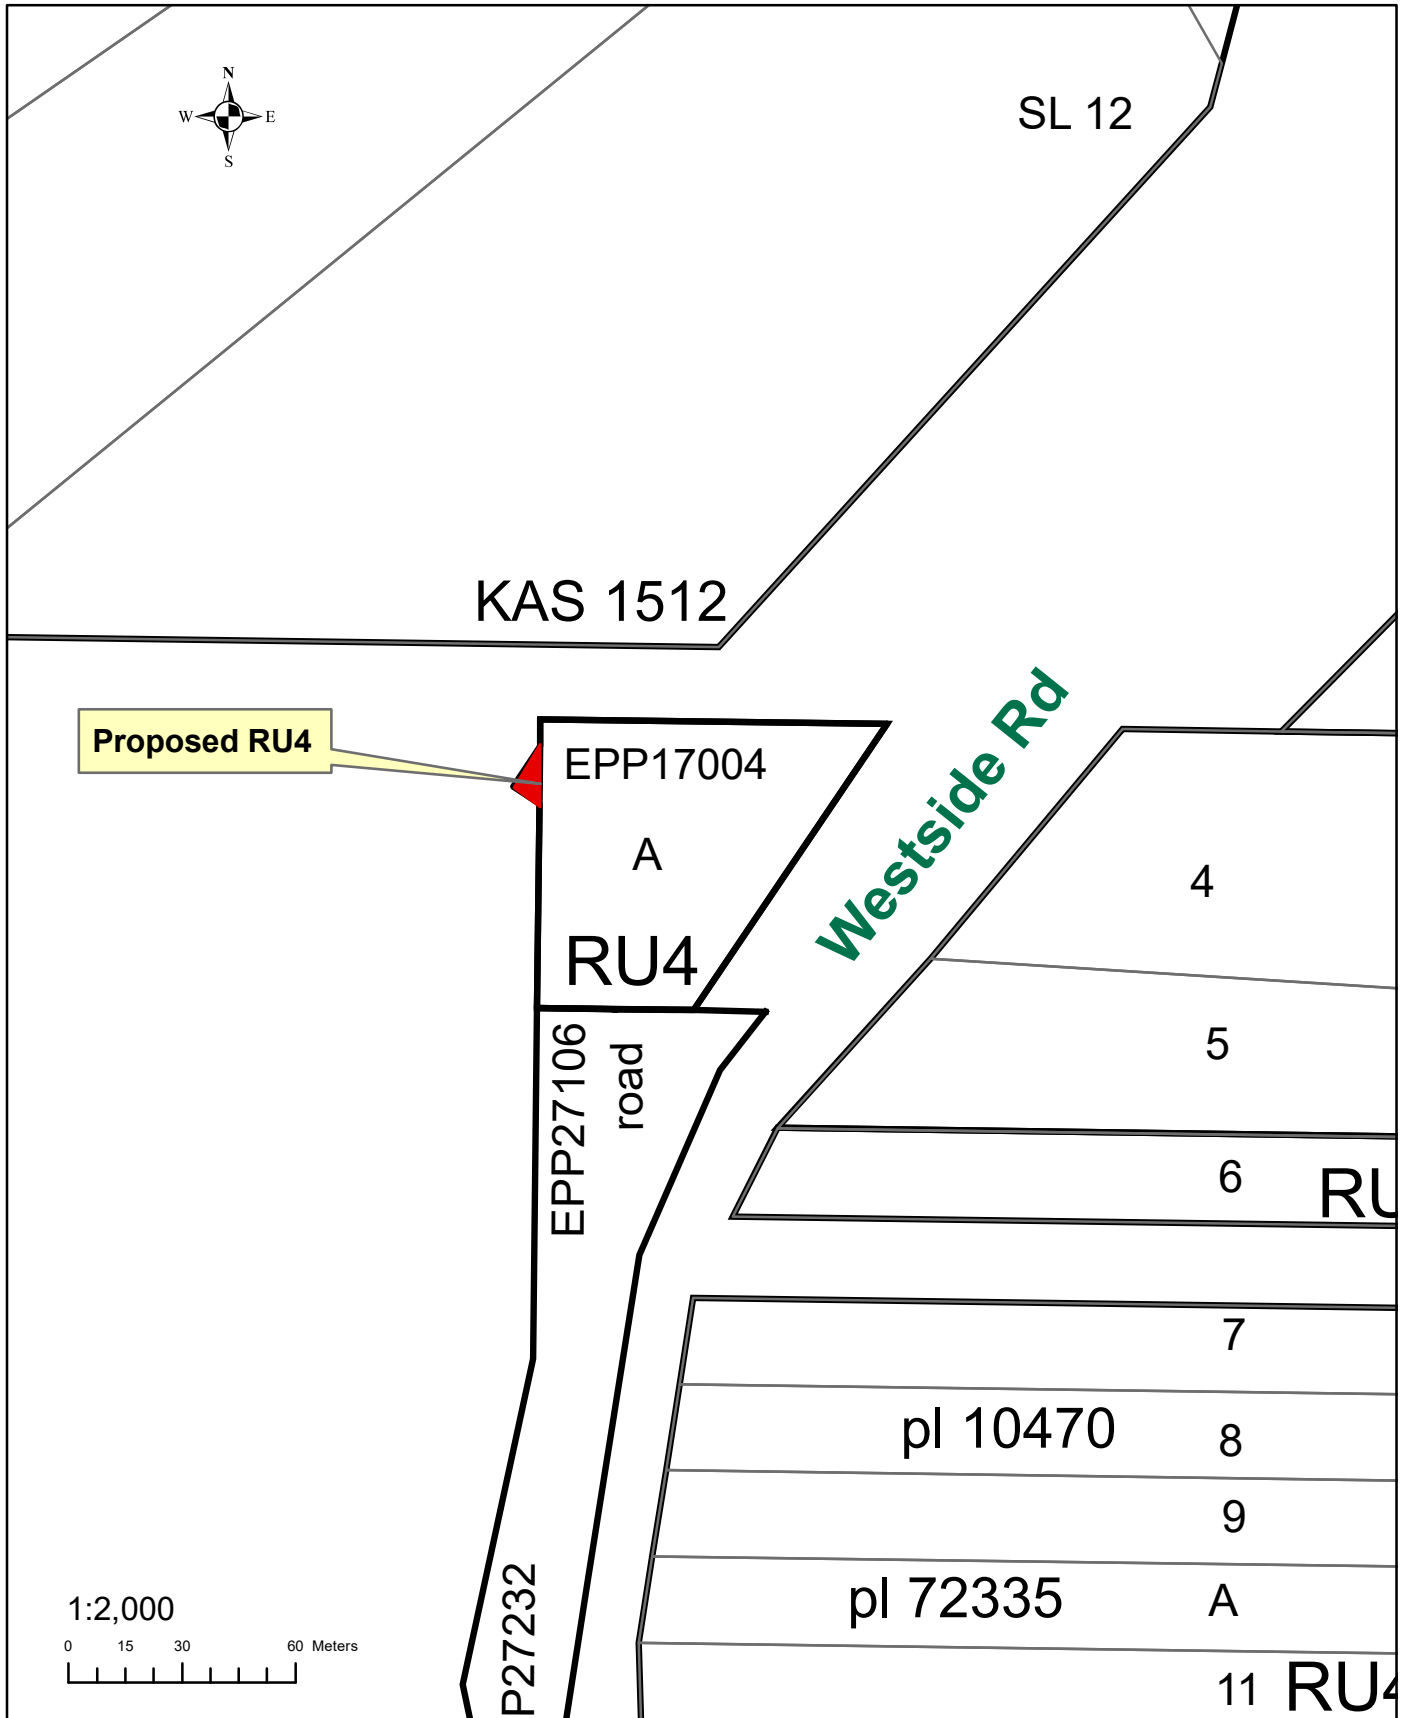 N
W E
S
SL 12
KAS 1512
Westside Rd
Proposed RU4
EPP17004
A
RU4
4
5
EPP27106
road
6
RU
7
pl 10470
8
9
pl 72335
A
P27232
11
RU4
1:2,000
0 15 30 60 Meters